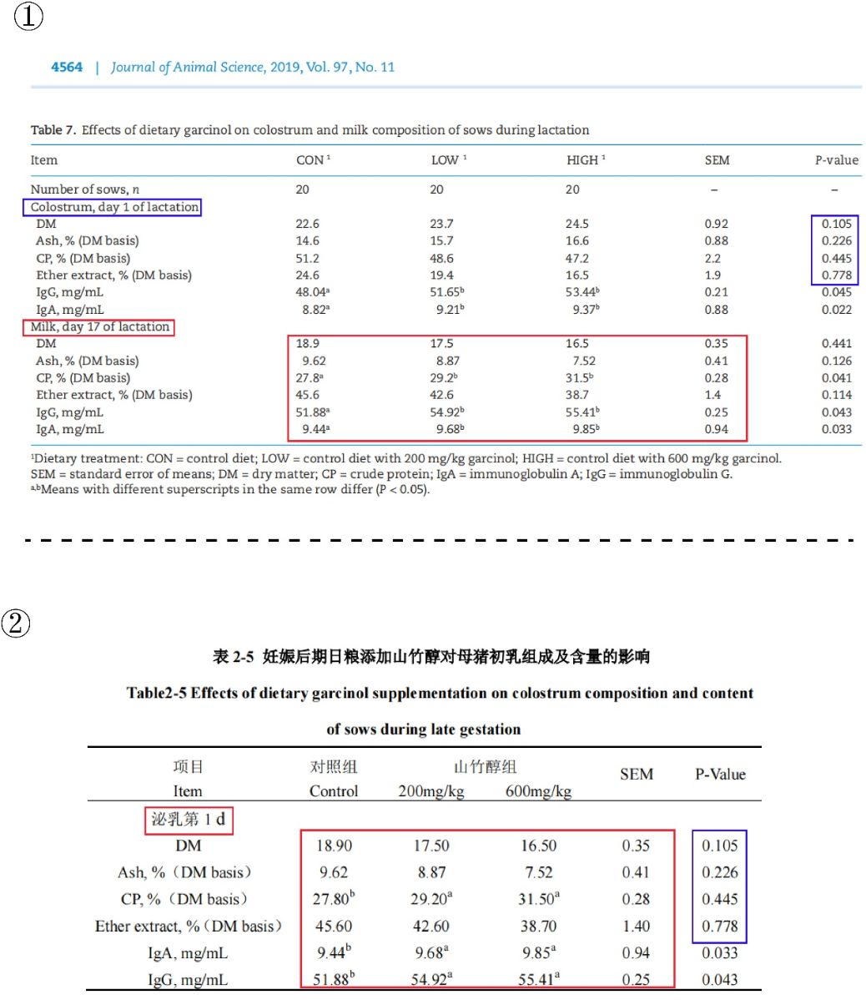 ①
4564 | Journal of Animal Science, 2019, Vol. 97, No. 11
Table 7. Effects of dietary garcinol on colostrum and milk composition of sows during lactation
Item CON¹ LOW ¹ HIGH ¹ SEM P-value
Number of sows, n 20 20 20 – –
Colostrum, day 1 of lactation
DM 22.6 23.7 24.5 0.92 0.105
Ash, % (DM basis) 14.6 15.7 16.6 0.88 0.226
CP, % (DM basis) 51.2 48.6 47.2 2.2 0.445
Ether extract, % (DM basis) 24.6 19.4 16.5 1.9 0.778
IgG, mg/mL 48.04ᵃ 51.65ᵇ 53.44ᵇ 0.21 0.045
IgA, mg/mL 8.82ᵃ 9.21ᵇ 9.37ᵇ 0.88 0.022
Milk, day 17 of lactation
DM 18.9 17.5 16.5 0.35 0.441
Ash, % (DM basis) 9.62 8.87 7.52 0.41 0.126
CP, % (DM basis) 27.8ᵃ 29.2ᵇ 31.5ᵇ 0.28 0.041
Ether extract, % (DM basis) 45.6 42.6 38.7 1.4 0.114
IgG, mg/mL 51.88ᵃ 54.92ᵇ 55.41ᵇ 0.25 0.043
IgA, mg/mL 9.44ᵃ 9.68ᵇ 9.85ᵇ 0.94 0.033
¹Dietary treatment: CON = control diet; LOW = control diet with 200 mg/kg garcinol; HIGH = control diet with 600 mg/kg garcinol.
SEM = standard error of means; DM = dry matter; CP = crude protein; IgA = immunoglobulin A; IgG = immunoglobulin G.
ᵃ,ᵇMeans with different superscripts in the same row differ (P < 0.05).
②
表 2-5 妊娠后期日粮添加山竹醇对母猪初乳组成及含量的影响
Table2-5 Effects of dietary garcinol supplementation on colostrum composition and content
of sows during late gestation
项目 对照组 山竹醇组 SEM P-Value
Item Control 200mg/kg 600mg/kg
泌乳第 1 d
DM 18.90 17.50 16.50 0.35 0.105
Ash, %（DM basis） 9.62 8.87 7.52 0.41 0.226
CP, %（DM basis） 27.80ᵇ 29.20ᵃ 31.50ᵃ 0.28 0.445
Ether extract, %（DM basis） 45.60 42.60 38.70 1.40 0.778
IgA, mg/mL 9.44ᵇ 9.68ᵃ 9.85ᵃ 0.94 0.033
IgG, mg/mL 51.88ᵇ 54.92ᵃ 55.41ᵃ 0.25 0.043